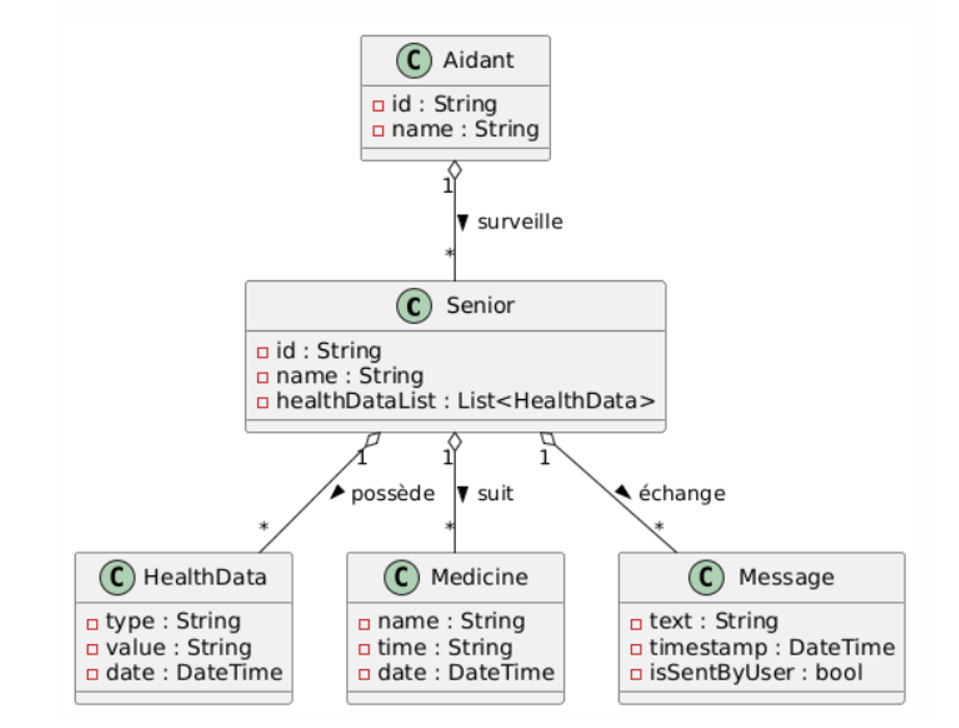 C Aidant
id : String
name : String
1
surveille
*
C Senior
id : String
name : String
healthDataList : List<HealthData>
1 1 1
possède suit échange
* * *
C HealthData
type : String
value : String
date : DateTime
C Medicine
name : String
time : String
date : DateTime
C Message
text : String
timestamp : DateTime
isSentByUser : bool